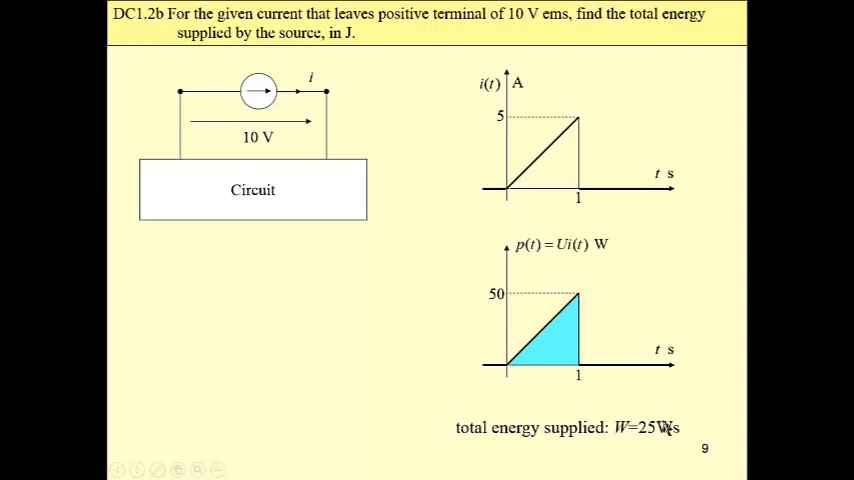 DC1.2b For the given current that leaves positive terminal of 10 V ems, find the total energy
supplied by the source, in J.
i
10 V
Circuit
i(t) A
5
t s
1
p(t) = Ui(t) W
50
t s
1
total energy supplied: W=25Ws
9